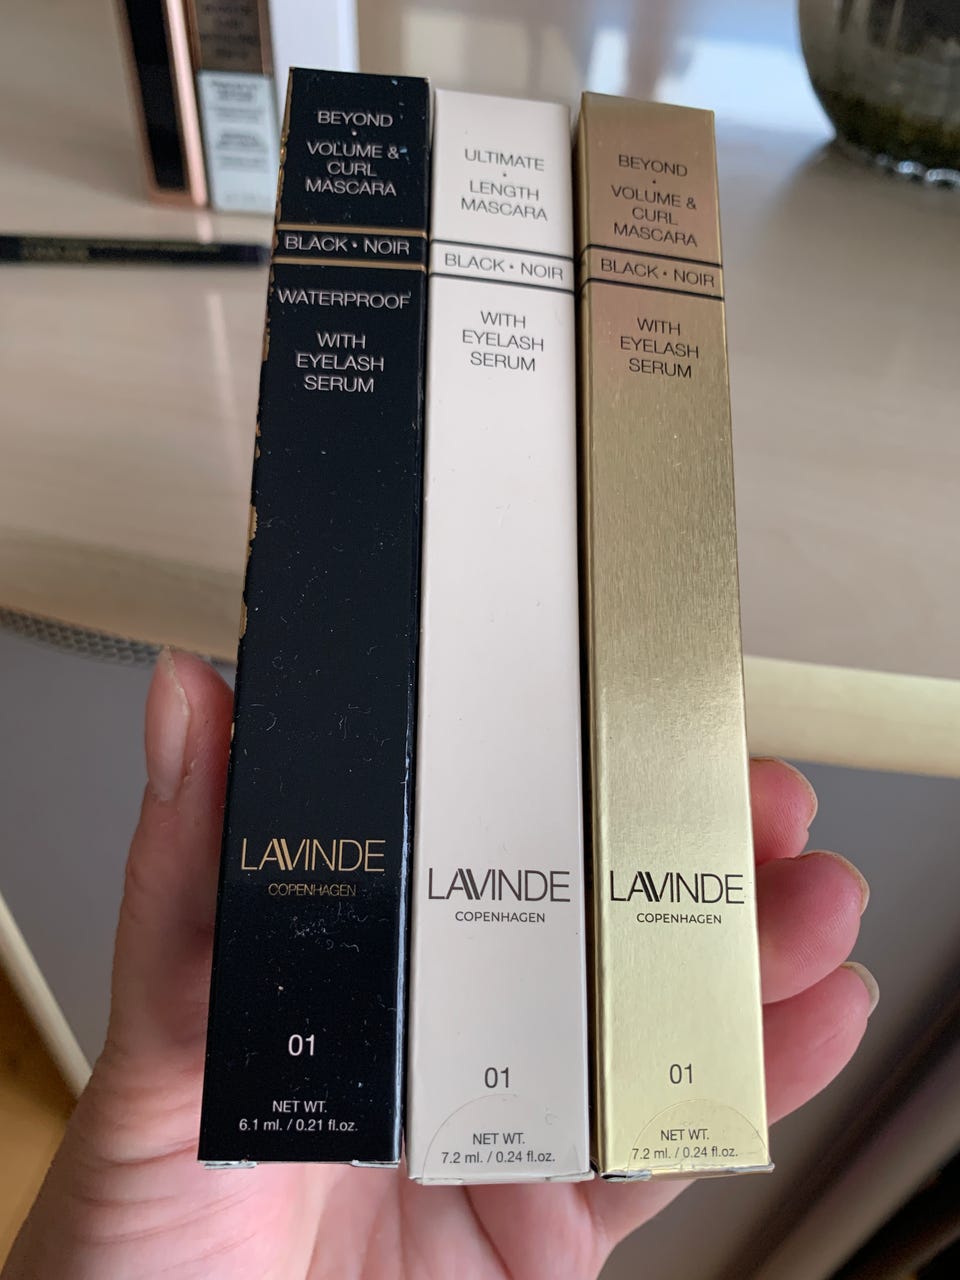 BEYOND
•
VOLUME &
CURL
MASCARA
BLACK • NOIR
WATERPROOF
WITH
EYELASH
SERUM
LAVINDE
COPENHAGEN
01
NET WT.
6.1 ml. / 0.21 fl.oz.
ULTIMATE
•
LENGTH
MASCARA
BLACK • NOIR
WITH
EYELASH
SERUM
LAVINDE
COPENHAGEN
01
NET WT.
7.2 ml. / 0.24 fl.oz.
BEYOND
•
VOLUME &
CURL
MASCARA
BLACK • NOIR
WITH
EYELASH
SERUM
LAVINDE
COPENHAGEN
01
NET WT.
7.2 ml. / 0.24 fl.oz.